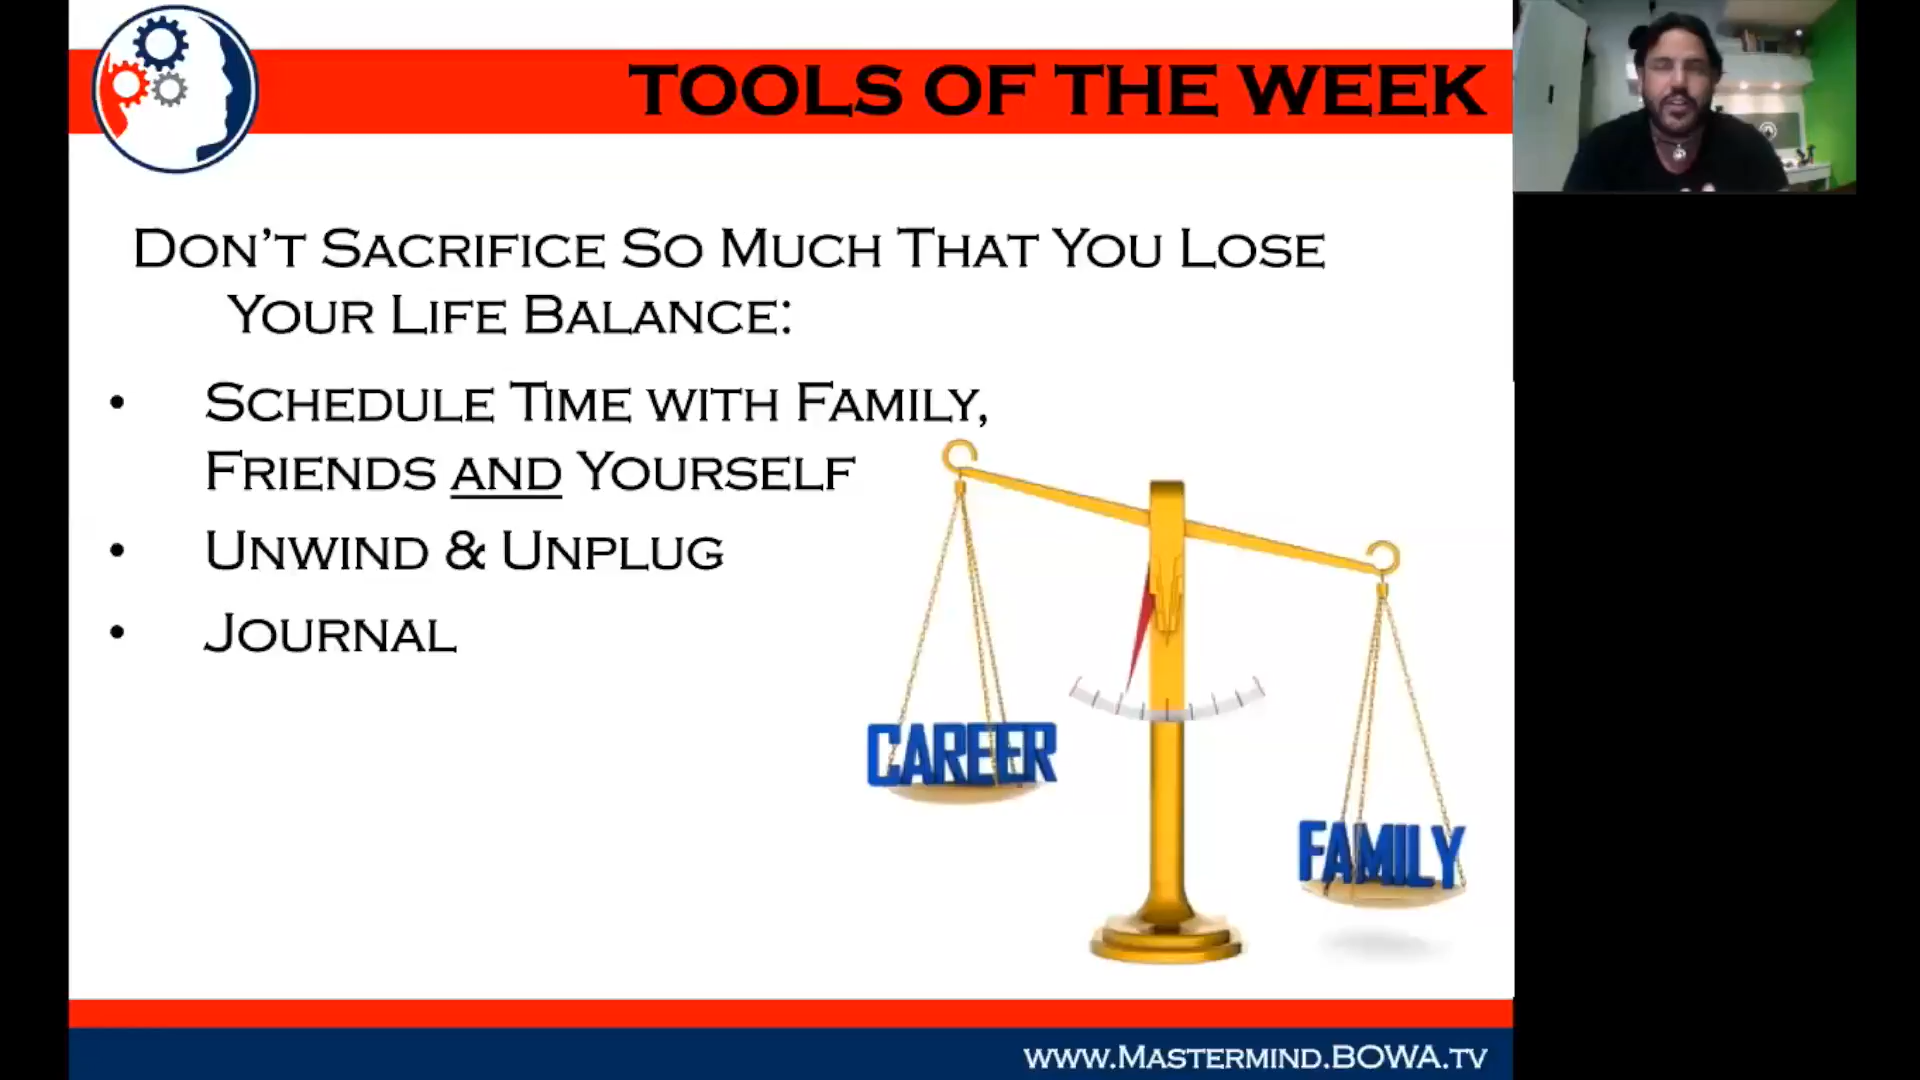 TOOLS OF THE WEEK
DON'T SACRIFICE SO MUCH THAT YOU LOSE
YOUR LIFE BALANCE:
• SCHEDULE TIME WITH FAMILY,
FRIENDS AND YOURSELF
• UNWIND & UNPLUG
• JOURNAL
CAREER
FAMILY
WWW.MASTERMIND.BOWA.TV